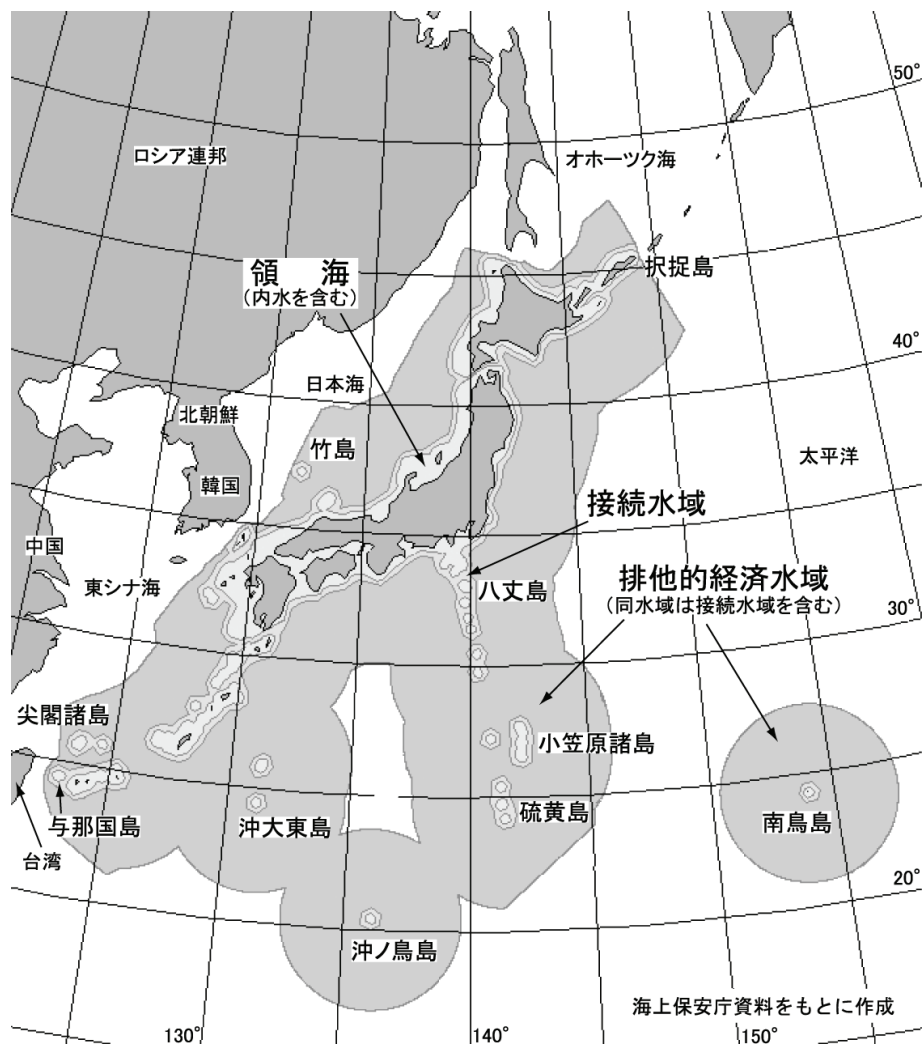 50°
ロシア連邦
オホーツク海
択捉島
領　海
(内水を含む)
40°
日本海
北朝鮮
竹島
太平洋
韓国
接続水域
中国
東シナ海
八丈島
排他的経済水域
(同水域は接続水域を含む)
30°
尖閣諸島
小笠原諸島
硫黄島
南鳥島
与那国島
沖大東島
台湾
20°
沖ノ鳥島
海上保安庁資料をもとに作成
130°
140°
150°